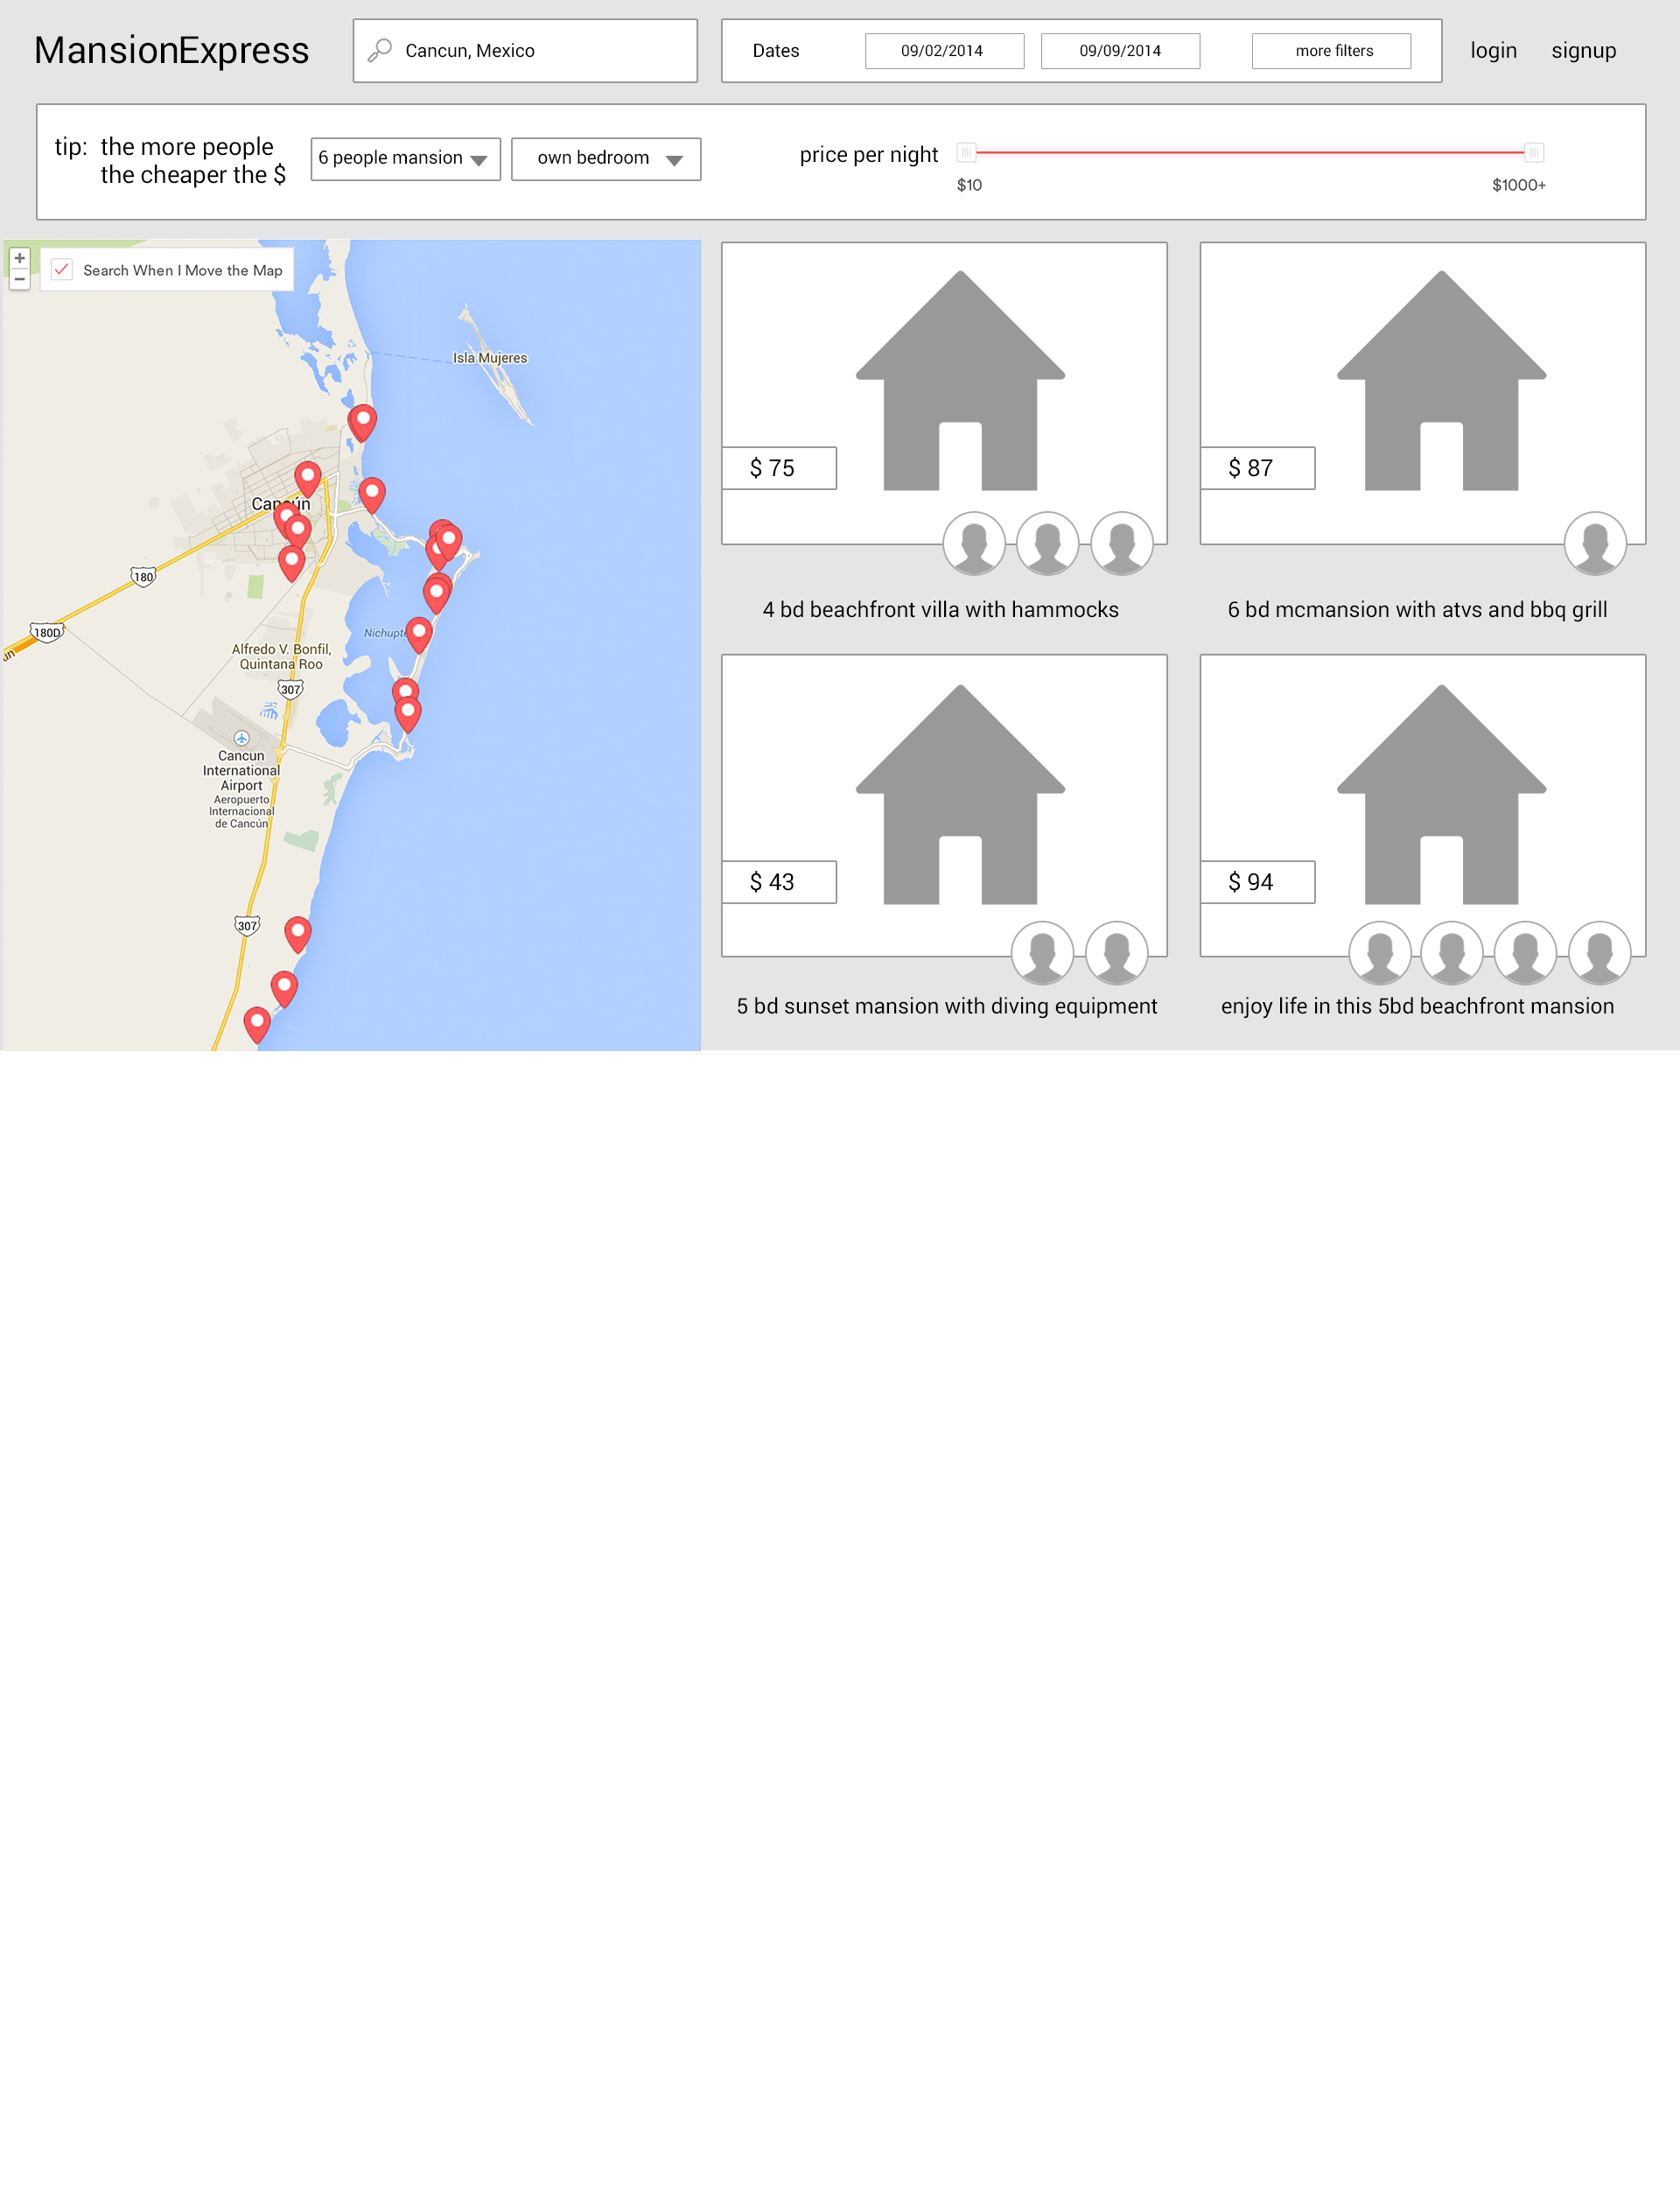 MansionExpress
Cancun, Mexico
Dates
09/02/2014
09/09/2014
more filters
login
signup
tip: the more people
the cheaper the $
6 people mansion
own bedroom
price per night
$10
$1000+
+
−
Search When I Move the Map
Isla Mujeres
Cancún
180
180D
Alfredo V. Bonfil,
Quintana Roo
307
Cancun
International
Airport
Aeropuerto
Internacional
de Cancún
307
$ 75
4 bd beachfront villa with hammocks
$ 87
6 bd mcmansion with atvs and bbq grill
$ 43
5 bd sunset mansion with diving equipment
$ 94
enjoy life in this 5bd beachfront mansion